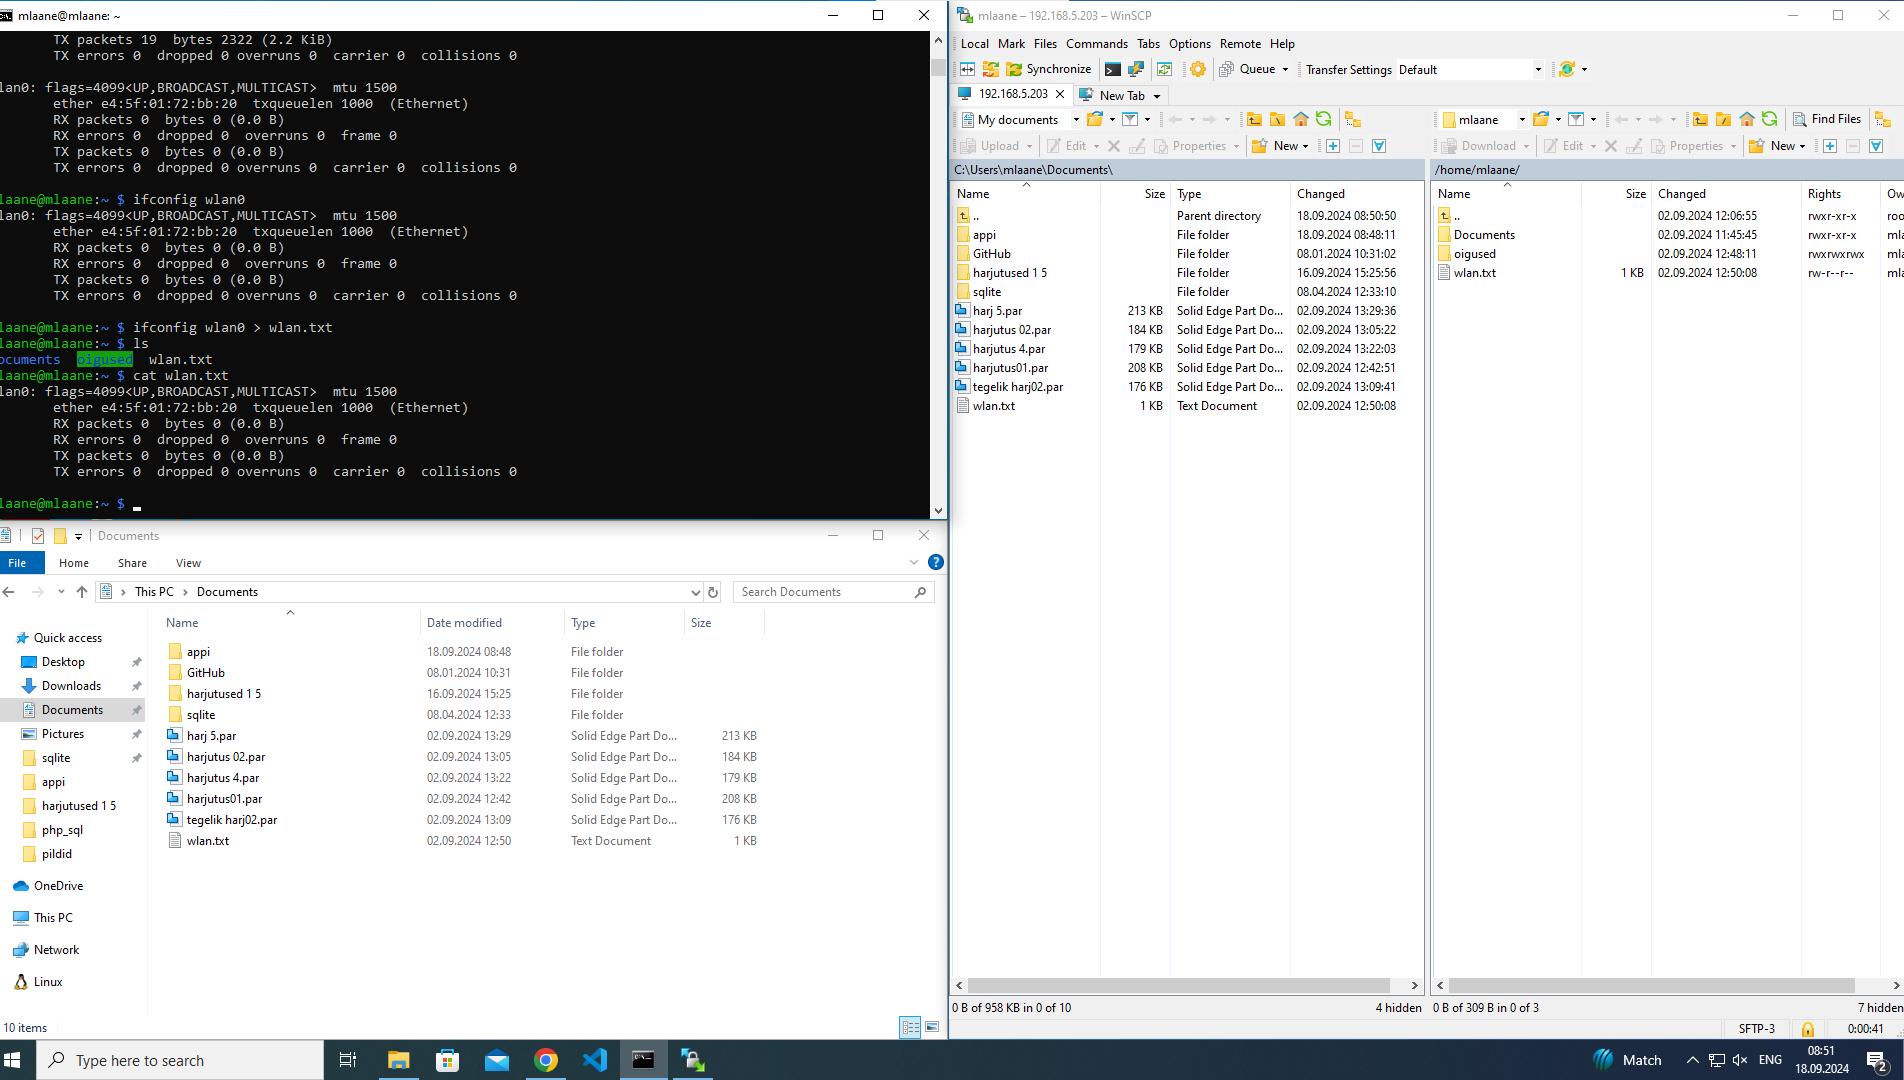 mlaane@mlaane: ~
TX packets 19  bytes 2322 (2.2 KiB)
TX errors 0  dropped 0 overruns 0  carrier 0  collisions 0
lan0: flags=4099<UP,BROADCAST,MULTICAST>  mtu 1500
ether e4:5f:01:72:bb:20  txqueuelen 1000  (Ethernet)
RX packets 0  bytes 0 (0.0 B)
RX errors 0  dropped 0  overruns 0  frame 0
TX packets 0  bytes 0 (0.0 B)
TX errors 0  dropped 0 overruns 0  carrier 0  collisions 0
laane@mlaane:~ $ ifconfig wlan0
lan0: flags=4099<UP,BROADCAST,MULTICAST>  mtu 1500
ether e4:5f:01:72:bb:20  txqueuelen 1000  (Ethernet)
RX packets 0  bytes 0 (0.0 B)
RX errors 0  dropped 0  overruns 0  frame 0
TX packets 0  bytes 0 (0.0 B)
TX errors 0  dropped 0 overruns 0  carrier 0  collisions 0
laane@mlaane:~ $ ifconfig wlan0 > wlan.txt
laane@mlaane:~ $ ls
ocuments  oigused  wlan.txt
laane@mlaane:~ $ cat wlan.txt
lan0: flags=4099<UP,BROADCAST,MULTICAST>  mtu 1500
ether e4:5f:01:72:bb:20  txqueuelen 1000  (Ethernet)
RX packets 0  bytes 0 (0.0 B)
RX errors 0  dropped 0  overruns 0  frame 0
TX packets 0  bytes 0 (0.0 B)
TX errors 0  dropped 0 overruns 0  carrier 0  collisions 0
laane@mlaane:~ $
Documents
File Home Share View
This PC > Documents Search Documents
Name Date modified Type Size
Quick access
Desktop
Downloads
Documents
Pictures
sqlite
appi
harjutused 1 5
php_sql
pildid
OneDrive
This PC
Network
Linux
appi 18.09.2024 08:48 File folder
GitHub 08.01.2024 10:31 File folder
harjutused 1 5 16.09.2024 15:25 File folder
sqlite 08.04.2024 12:33 File folder
harj 5.par 02.09.2024 13:29 Solid Edge Part Do... 213 KB
harjutus 02.par 02.09.2024 13:05 Solid Edge Part Do... 184 KB
harjutus 4.par 02.09.2024 13:22 Solid Edge Part Do... 179 KB
harjutus01.par 02.09.2024 12:42 Solid Edge Part Do... 208 KB
tegelik harj02.par 02.09.2024 13:09 Solid Edge Part Do... 176 KB
wlan.txt 02.09.2024 12:50 Text Document 1 KB
10 items
mlaane – 192.168.5.203 – WinSCP
Local Mark Files Commands Tabs Options Remote Help
Synchronize Queue Transfer Settings Default
192.168.5.203 New Tab
My documents
Upload Edit Properties New
C:\Users\mlaane\Documents\
Name Size Type Changed
.. Parent directory 18.09.2024 08:50:50
appi File folder 18.09.2024 08:48:11
GitHub File folder 08.01.2024 10:31:02
harjutused 1 5 File folder 16.09.2024 15:25:56
sqlite File folder 08.04.2024 12:33:10
harj 5.par 213 KB Solid Edge Part Do... 02.09.2024 13:29:36
harjutus 02.par 184 KB Solid Edge Part Do... 02.09.2024 13:05:22
harjutus 4.par 179 KB Solid Edge Part Do... 02.09.2024 13:22:03
harjutus01.par 208 KB Solid Edge Part Do... 02.09.2024 12:42:51
tegelik harj02.par 176 KB Solid Edge Part Do... 02.09.2024 13:09:41
wlan.txt 1 KB Text Document 02.09.2024 12:50:08
0 B of 958 KB in 0 of 10 4 hidden
mlaane Find Files
Download Edit Properties New
/home/mlaane/
Name Size Changed Rights Ow
.. 02.09.2024 12:06:55 rwxr-xr-x roo
Documents 02.09.2024 11:45:45 rwxr-xr-x mla
oigused 02.09.2024 12:48:11 rwxrwxrwx mla
wlan.txt 1 KB 02.09.2024 12:50:08 rw-r--r-- mla
0 B of 309 B in 0 of 3 7 hidden
SFTP-3 0:00:41
Type here to search
Match ENG 08:51
18.09.2024
2